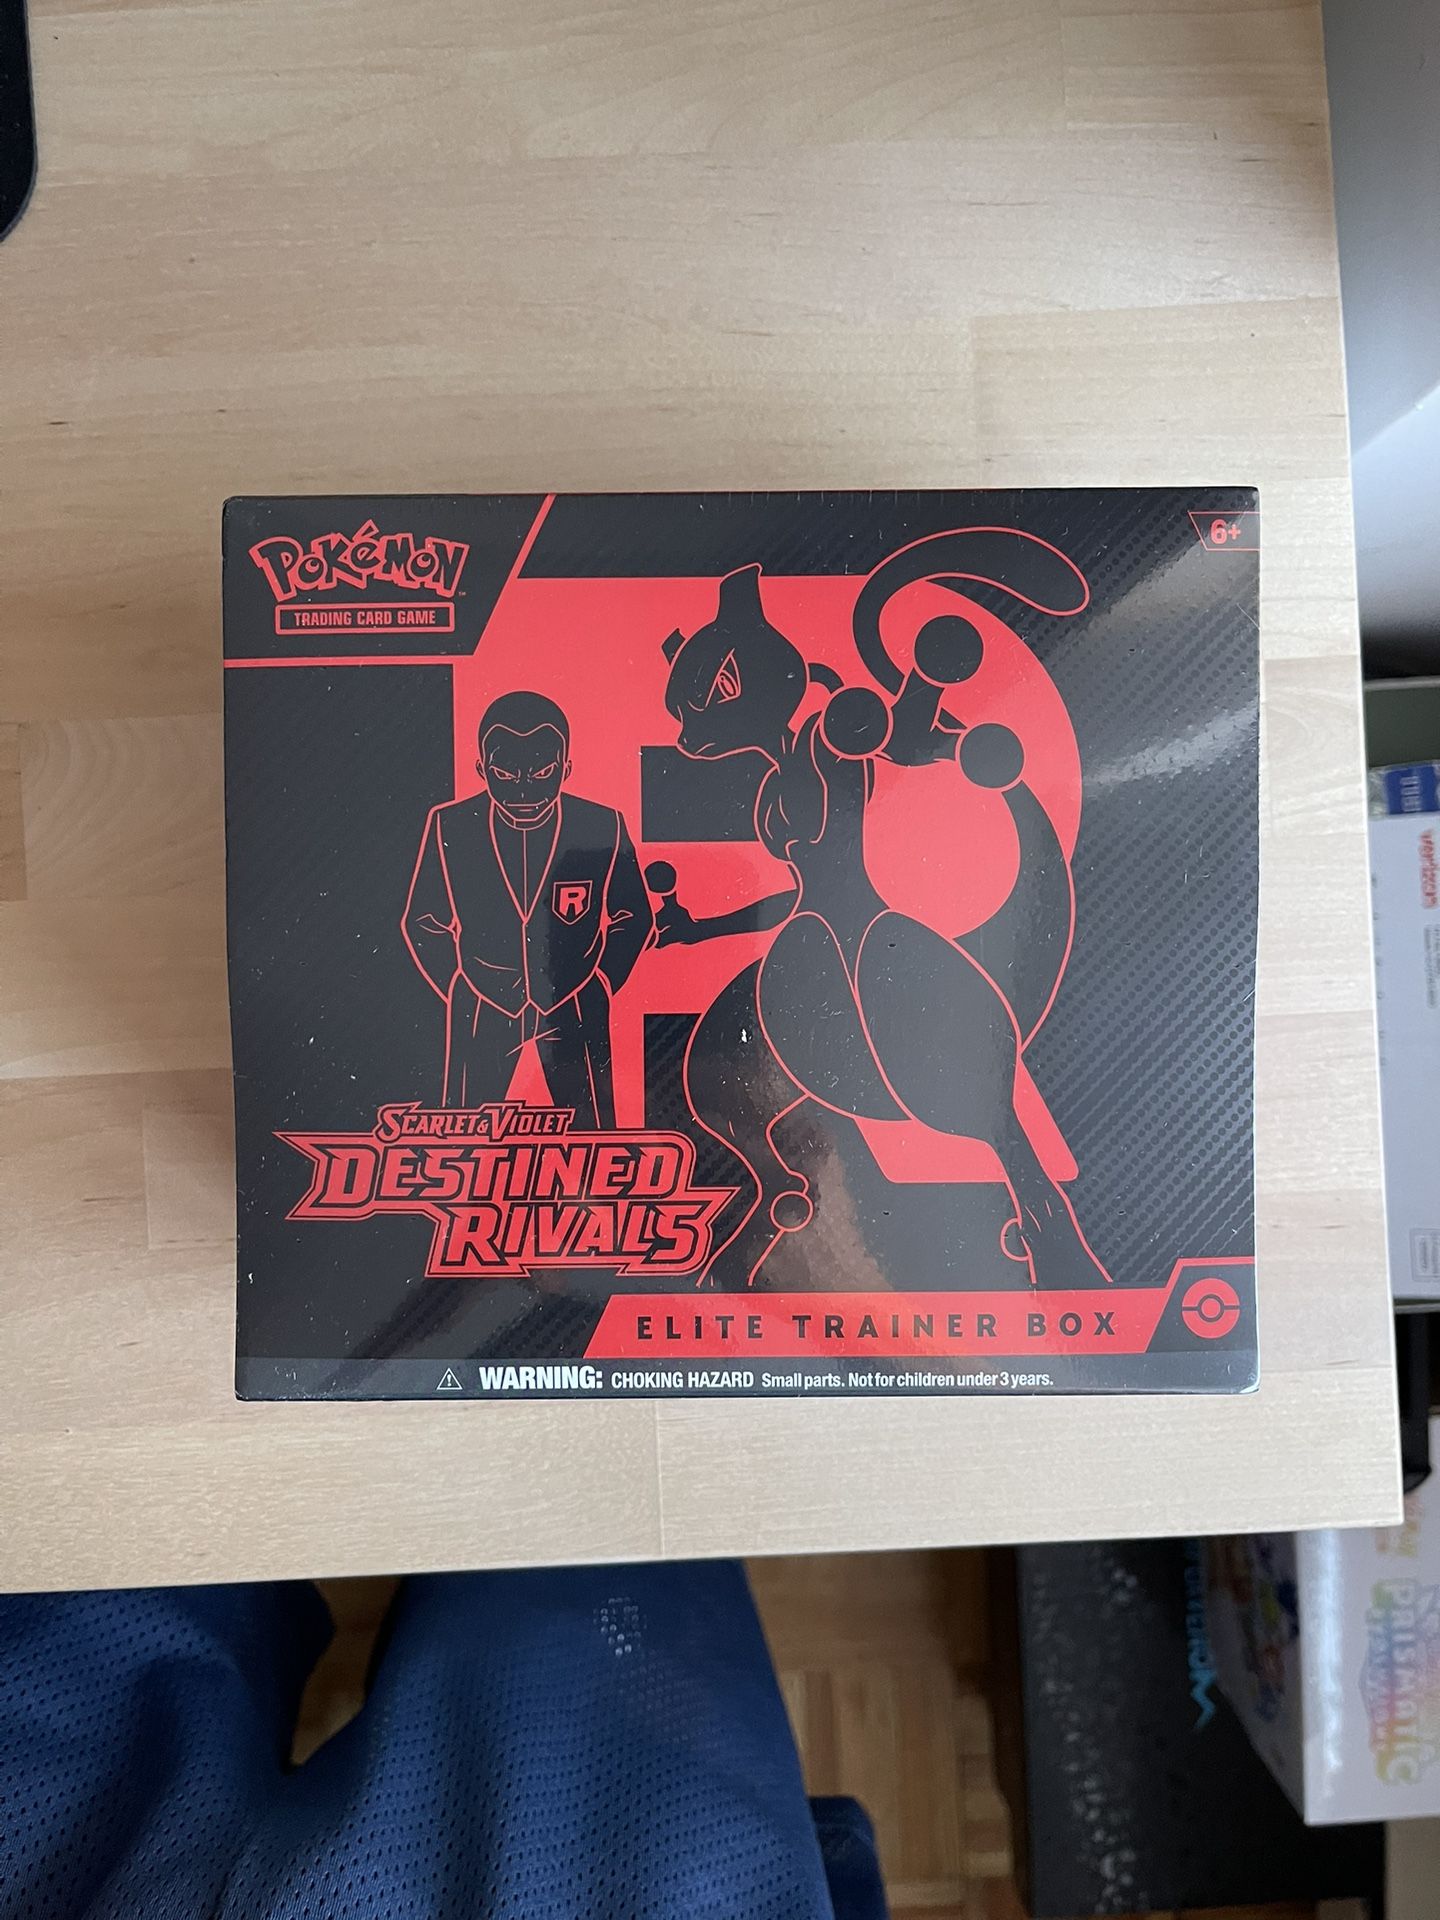 POKéMON
TRADING CARD GAME
6+
R
SCARLET & VIOLET
DESTINED
RIVALS
ELITE TRAINER BOX
WARNING: CHOKING HAZARD Small parts. Not for children under 3 years.
PRISMATIC